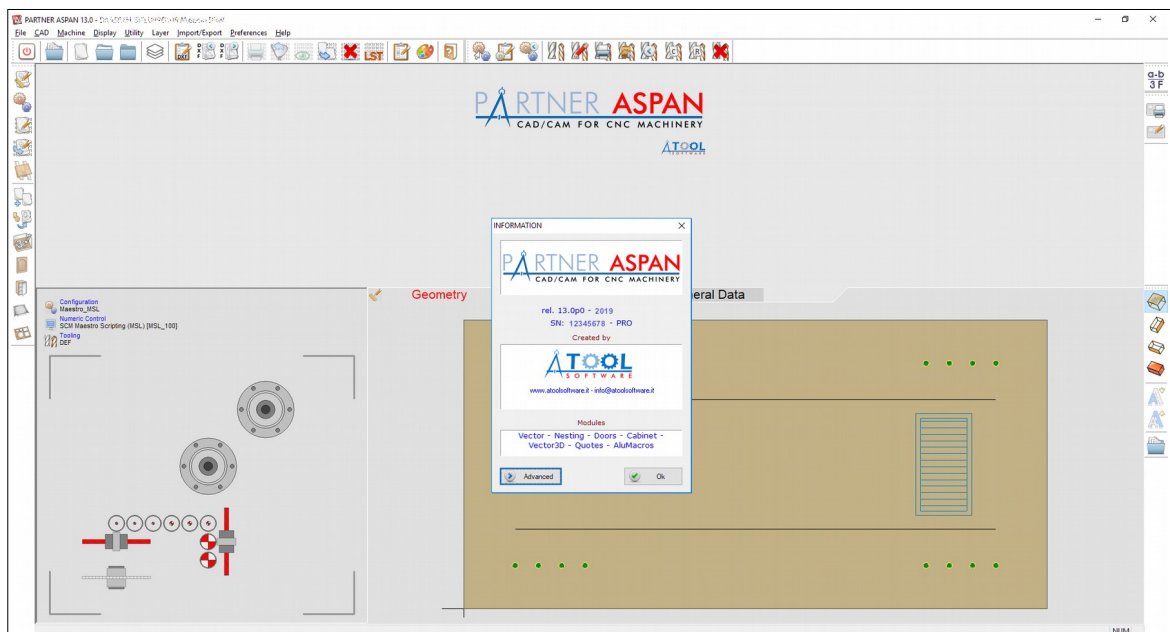 PARTNER ASPAN 13.0 -
File CAD Machine Display Utility Layer Import/Export Preferences Help
DXF
LST
a-b
3 F
PARTNER ASPAN
CAD/CAM FOR CNC MACHINERY
ATOOL
SOFTWARE
INFORMATION
PARTNER ASPAN
CAD/CAM FOR CNC MACHINERY
rel. 13.0p0 - 2019
SN: 12345678 - PRO
Created by
ATOOL
SOFTWARE
www.atoolsoftware.it - info@atoolsoftware.it
Modules
Vector - Nesting - Doors - Cabinet -
Vector3D - Quotes - AluMacros
Advanced
Ok
Geometry
eral Data
Configuration
Maestro_MSL
Numeric Control
SCM Maestro Scripting (MSL) [MSL_100]
Tooling
DEF
NUM